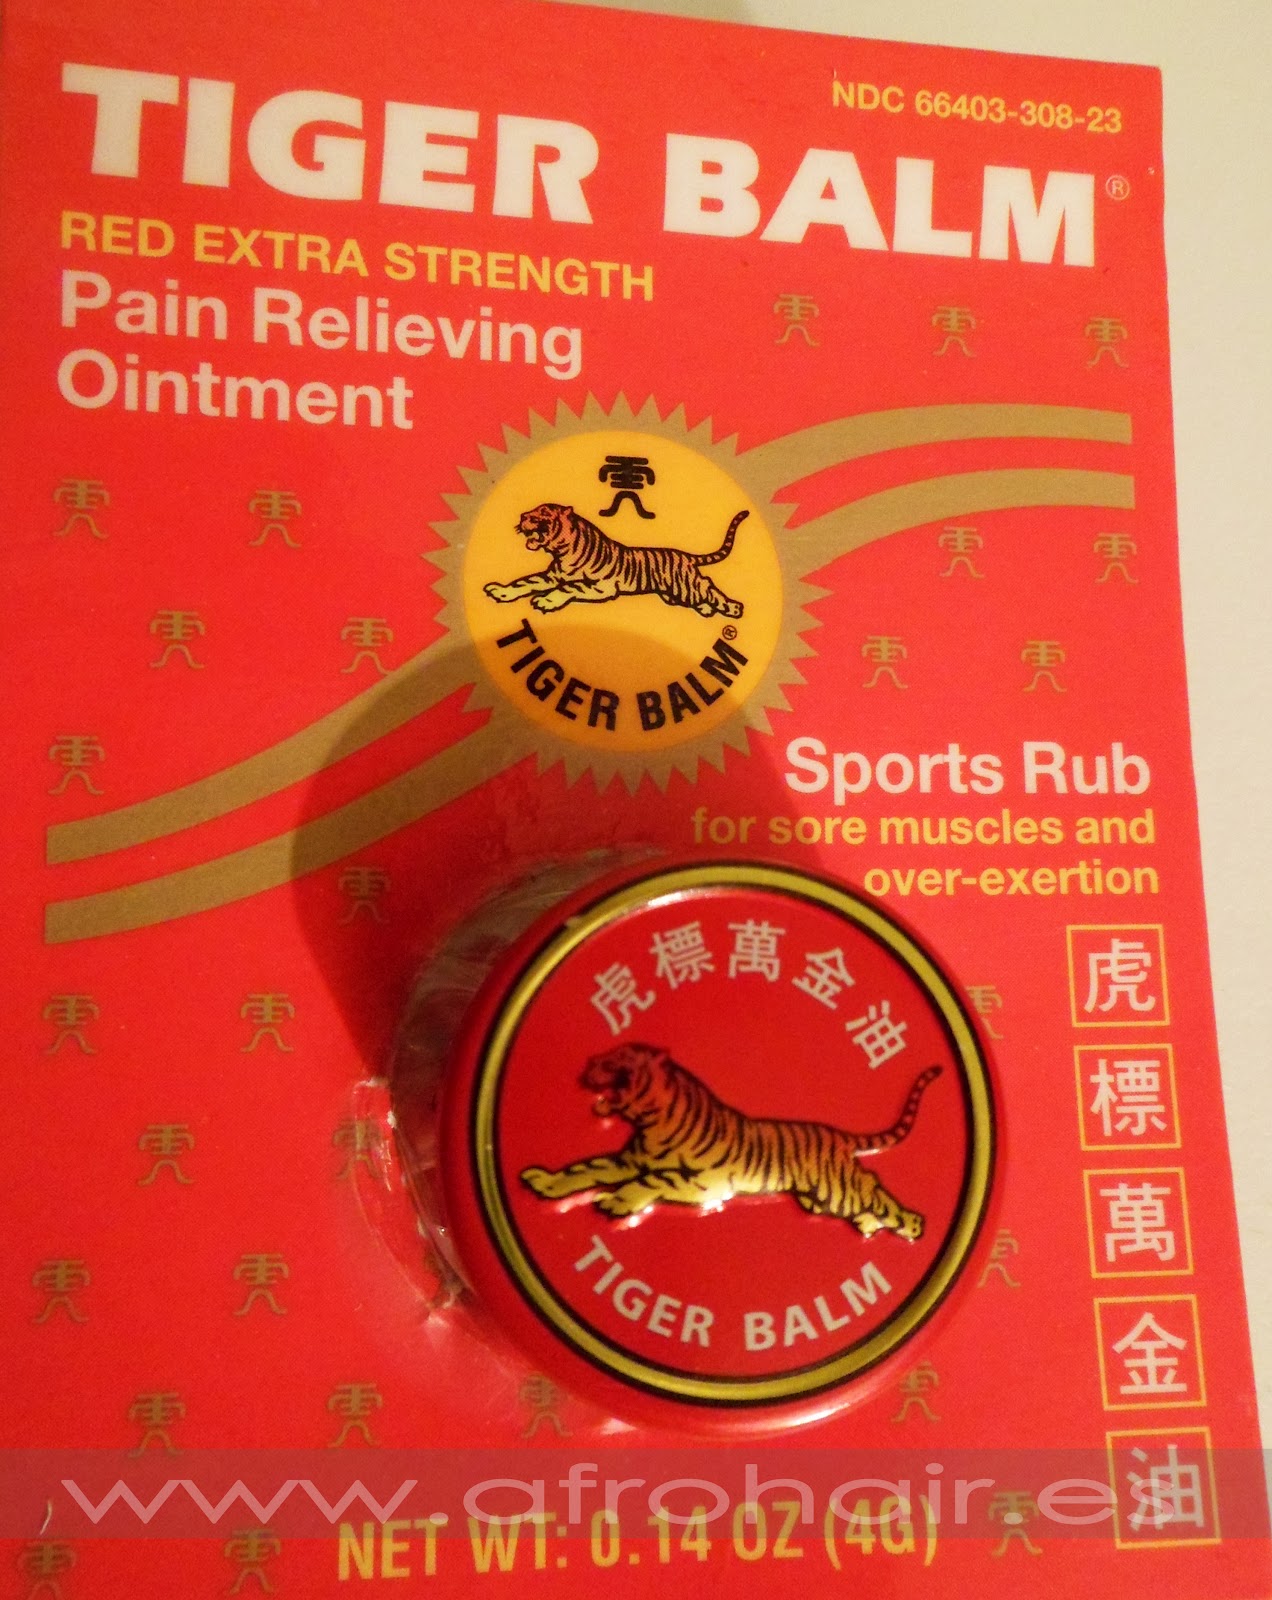 NDC 66403-308-23
TIGER BALM®
RED EXTRA STRENGTH
Pain Relieving
Ointment
TIGER BALM®
Sports Rub
for sore muscles and
over-exertion
虎標萬金油
TIGER BALM
虎
標
萬
金
油
www.afrohair.es
NET WT: 0.14 OZ (4G)